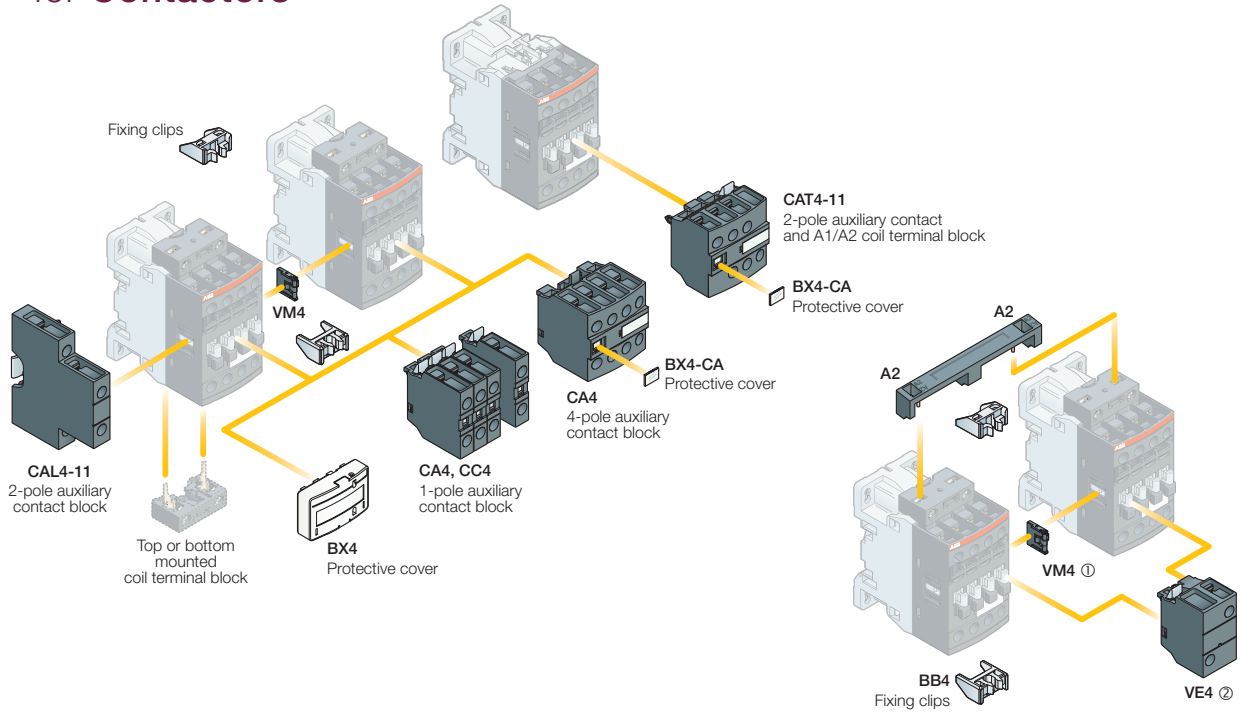 for Contactors
Fixing clips
CAT4-11
2-pole auxiliary contact
and A1/A2 coil terminal block
BX4-CA
Protective cover
VM4
A2
A2
BX4-CA
Protective cover
CA4
4-pole auxiliary
contact block
CAL4-11
2-pole auxiliary
contact block
CA4, CC4
1-pole auxiliary
contact block
Top or bottom
mounted
coil terminal block
BX4
Protective cover
VM4 ①
BB4
Fixing clips
VE4 ②